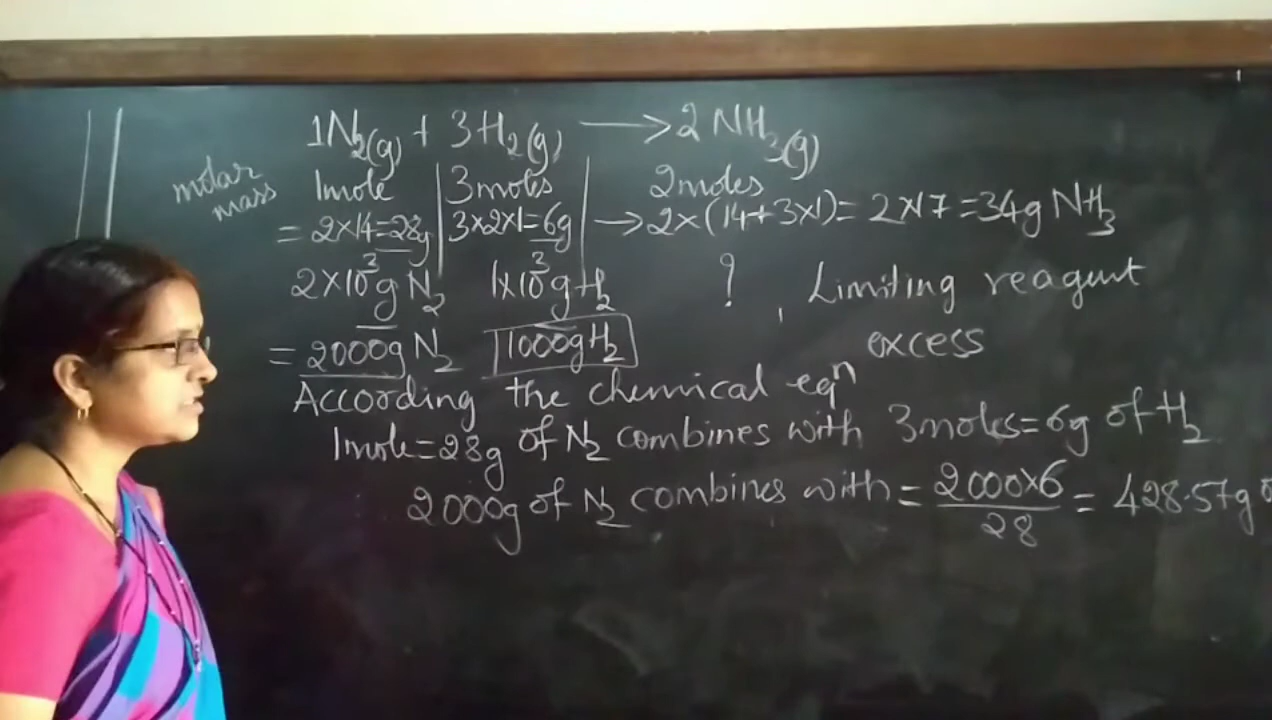 1N2(g) + 3H2(g) → 2NH3(g)
molar mass 1mole 3moles 2moles
= 2×14=28g 3×2×1=6g → 2×(14+3×1)= 2×17 =34g NH3
2×10³g N2 1×10³g H2 ? , Limiting reagent
= 2000g N2 1000g H2 excess
According the chemical eqn
1mole=28g of N2 combines with 3moles=6g of H2
2000g of N2 combines with = 2000×6/28 = 428.57g